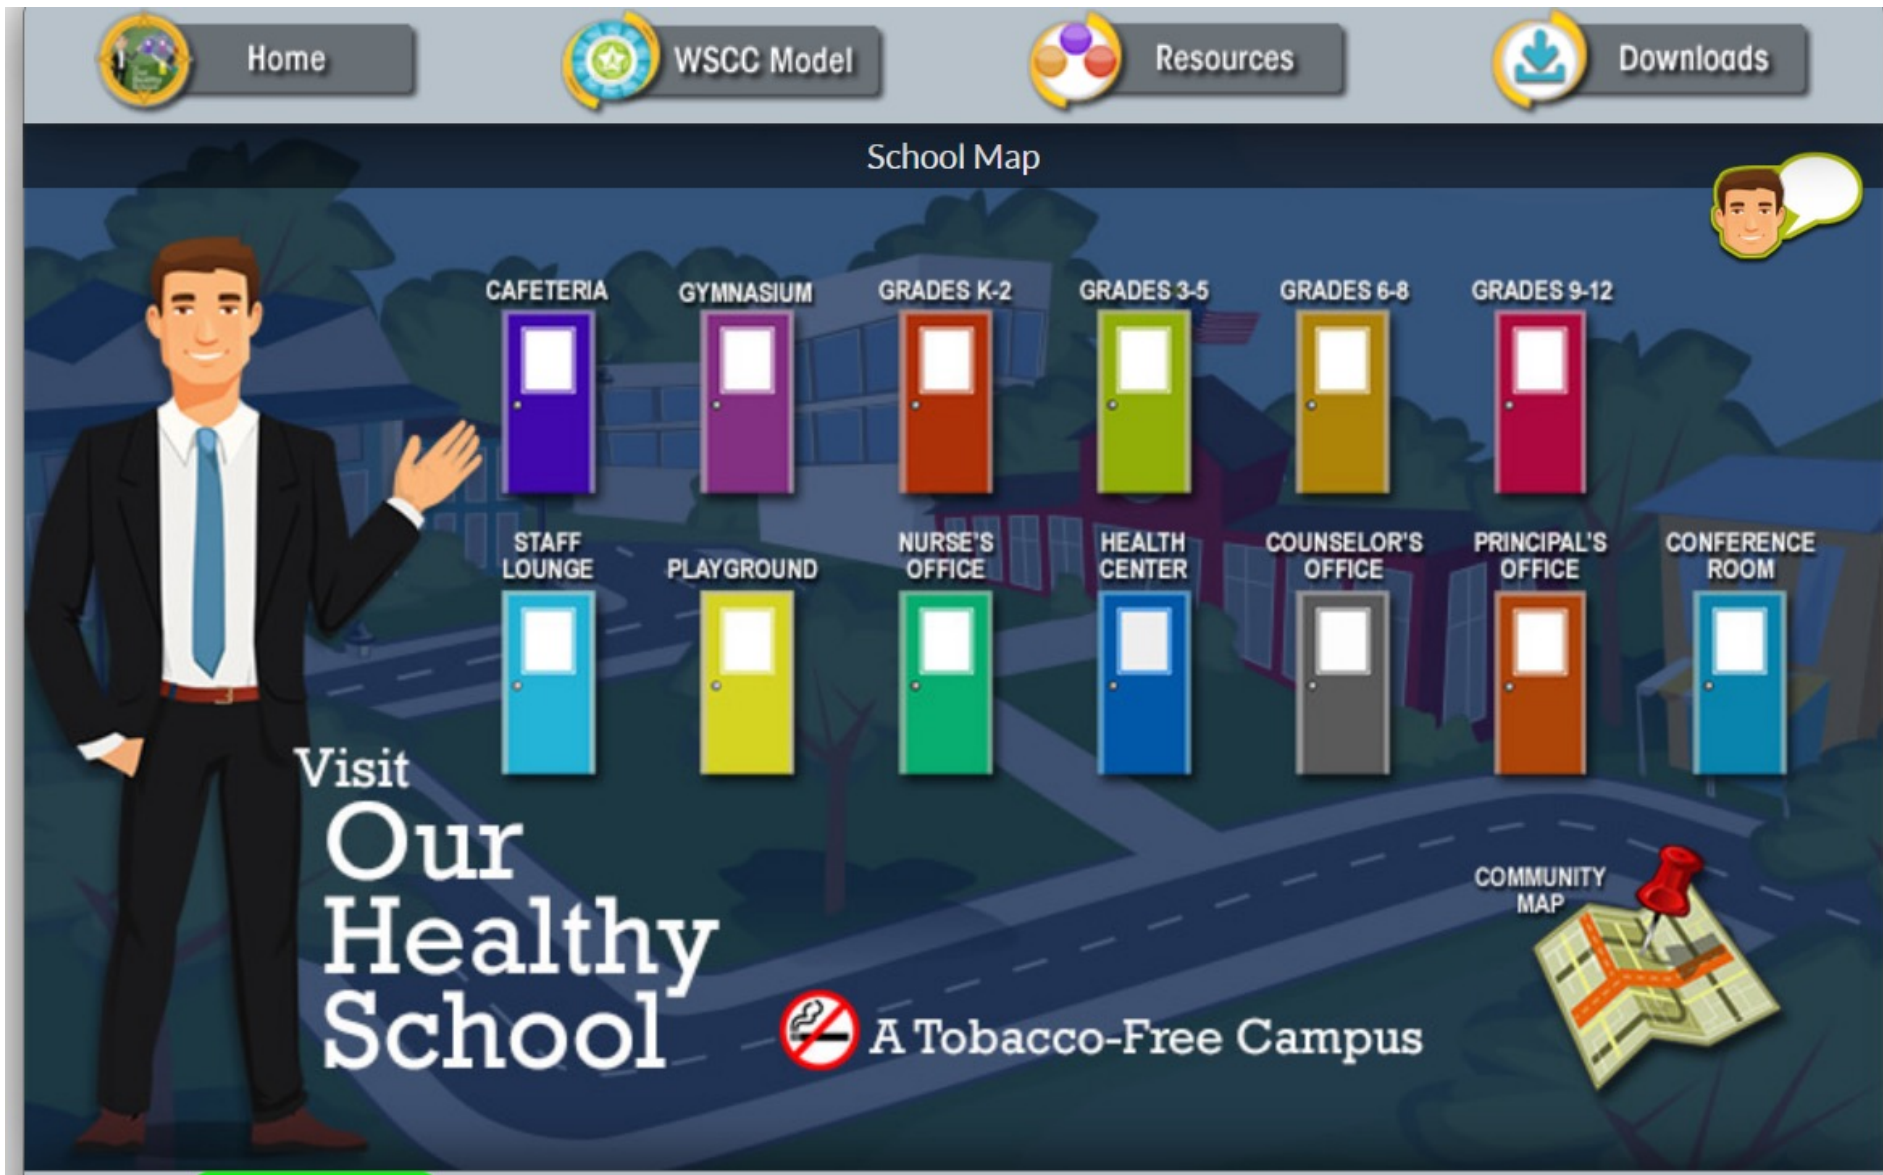 Home
WSCC Model
Resources
Downloads
School Map
CAFETERIA
GYMNASIUM
GRADES K-2
GRADES 3-5
GRADES 6-8
GRADES 9-12
STAFF
LOUNGE
PLAYGROUND
NURSE'S
OFFICE
HEALTH
CENTER
COUNSELOR'S
OFFICE
PRINCIPAL'S
OFFICE
CONFERENCE
ROOM
Visit
Our
Healthy
School
COMMUNITY
MAP
A Tobacco-Free Campus